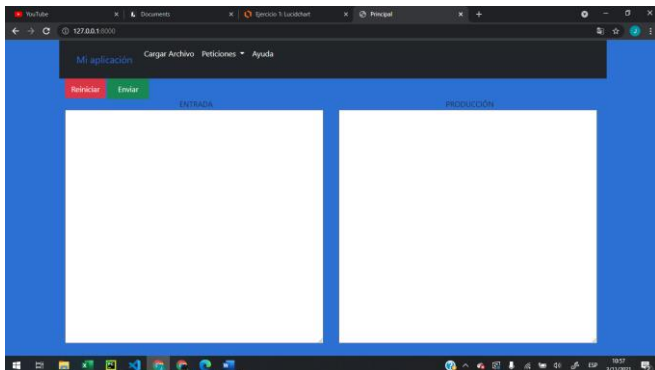 YouTube
Documents
Ejercicio 1: Lucidchart
Principal
127.0.0.1:8000
Mi aplicación
Cargar Archivo Peticiones Ayuda
Reiniciar Enviar
ENTRADA
PRODUCCIÓN
ESP
10:57